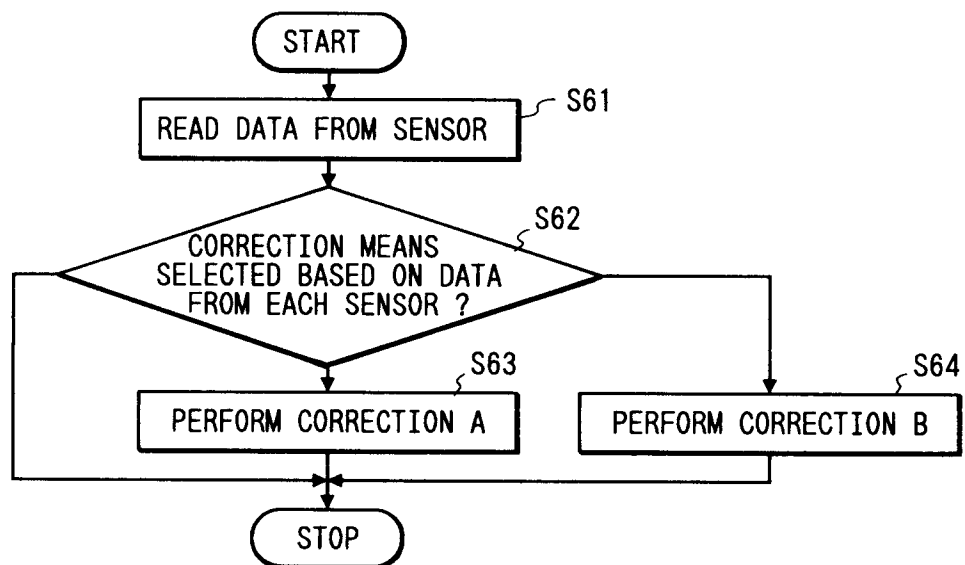 START
S61
READ DATA FROM SENSOR
S62
CORRECTION MEANS
SELECTED BASED ON DATA
FROM EACH SENSOR ?
S63
PERFORM CORRECTION A
S64
PERFORM CORRECTION B
STOP